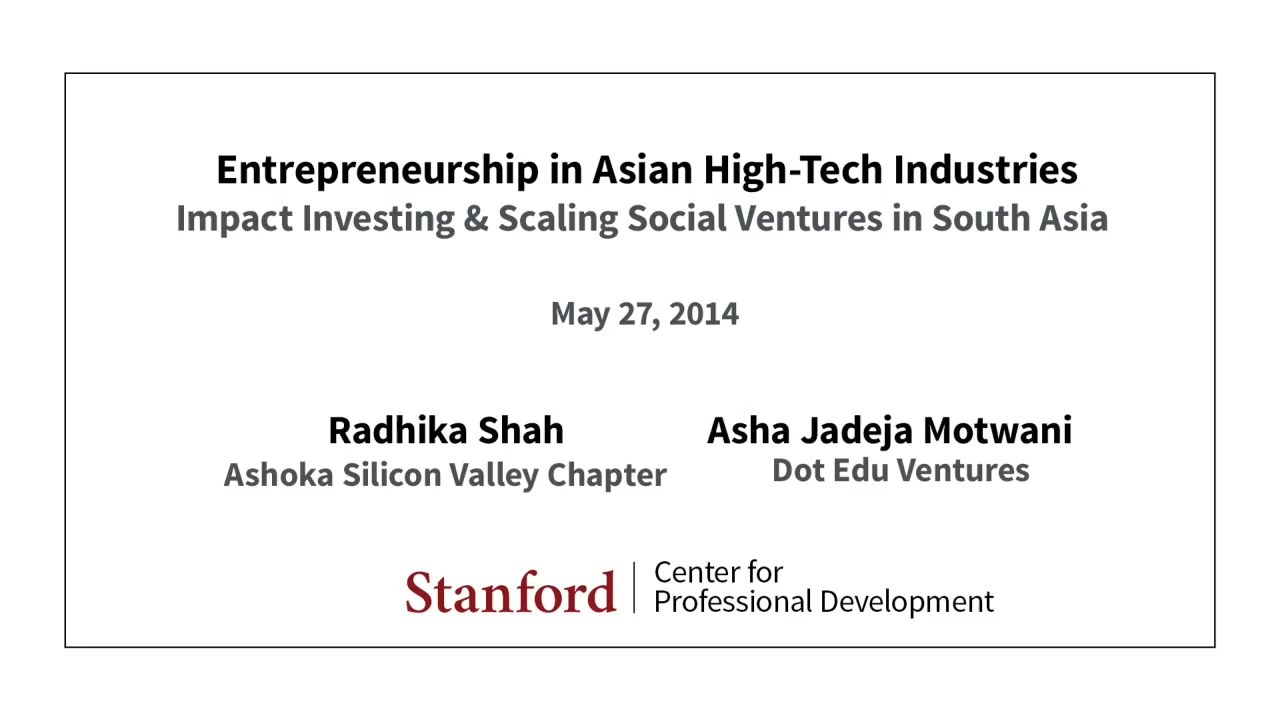 Entrepreneurship in Asian High-Tech Industries
Impact Investing & Scaling Social Ventures in South Asia
May 27, 2014
Radhika Shah
Ashoka Silicon Valley Chapter
Asha Jadeja Motwani
Dot Edu Ventures
Stanford
Center for
Professional Development